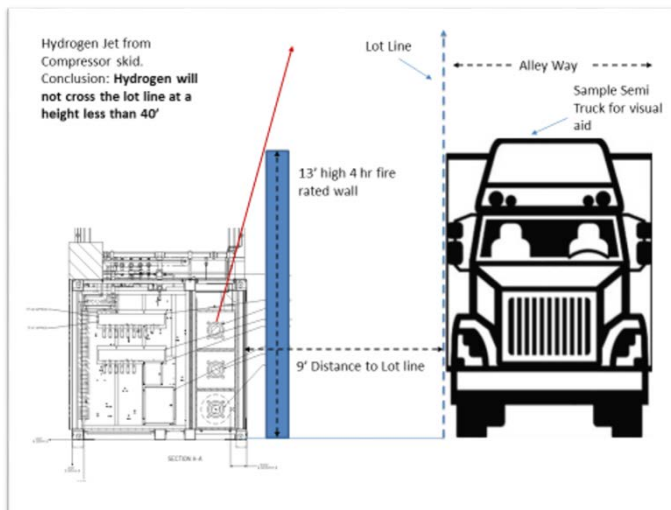 Hydrogen Jet from
Compressor skid.
Conclusion: Hydrogen will
not cross the lot line at a
height less than 40'
Lot Line
Alley Way
Sample Semi
Truck for visual
aid
13' high 4 hr fire
rated wall
9' Distance to Lot line
SECTION A-A